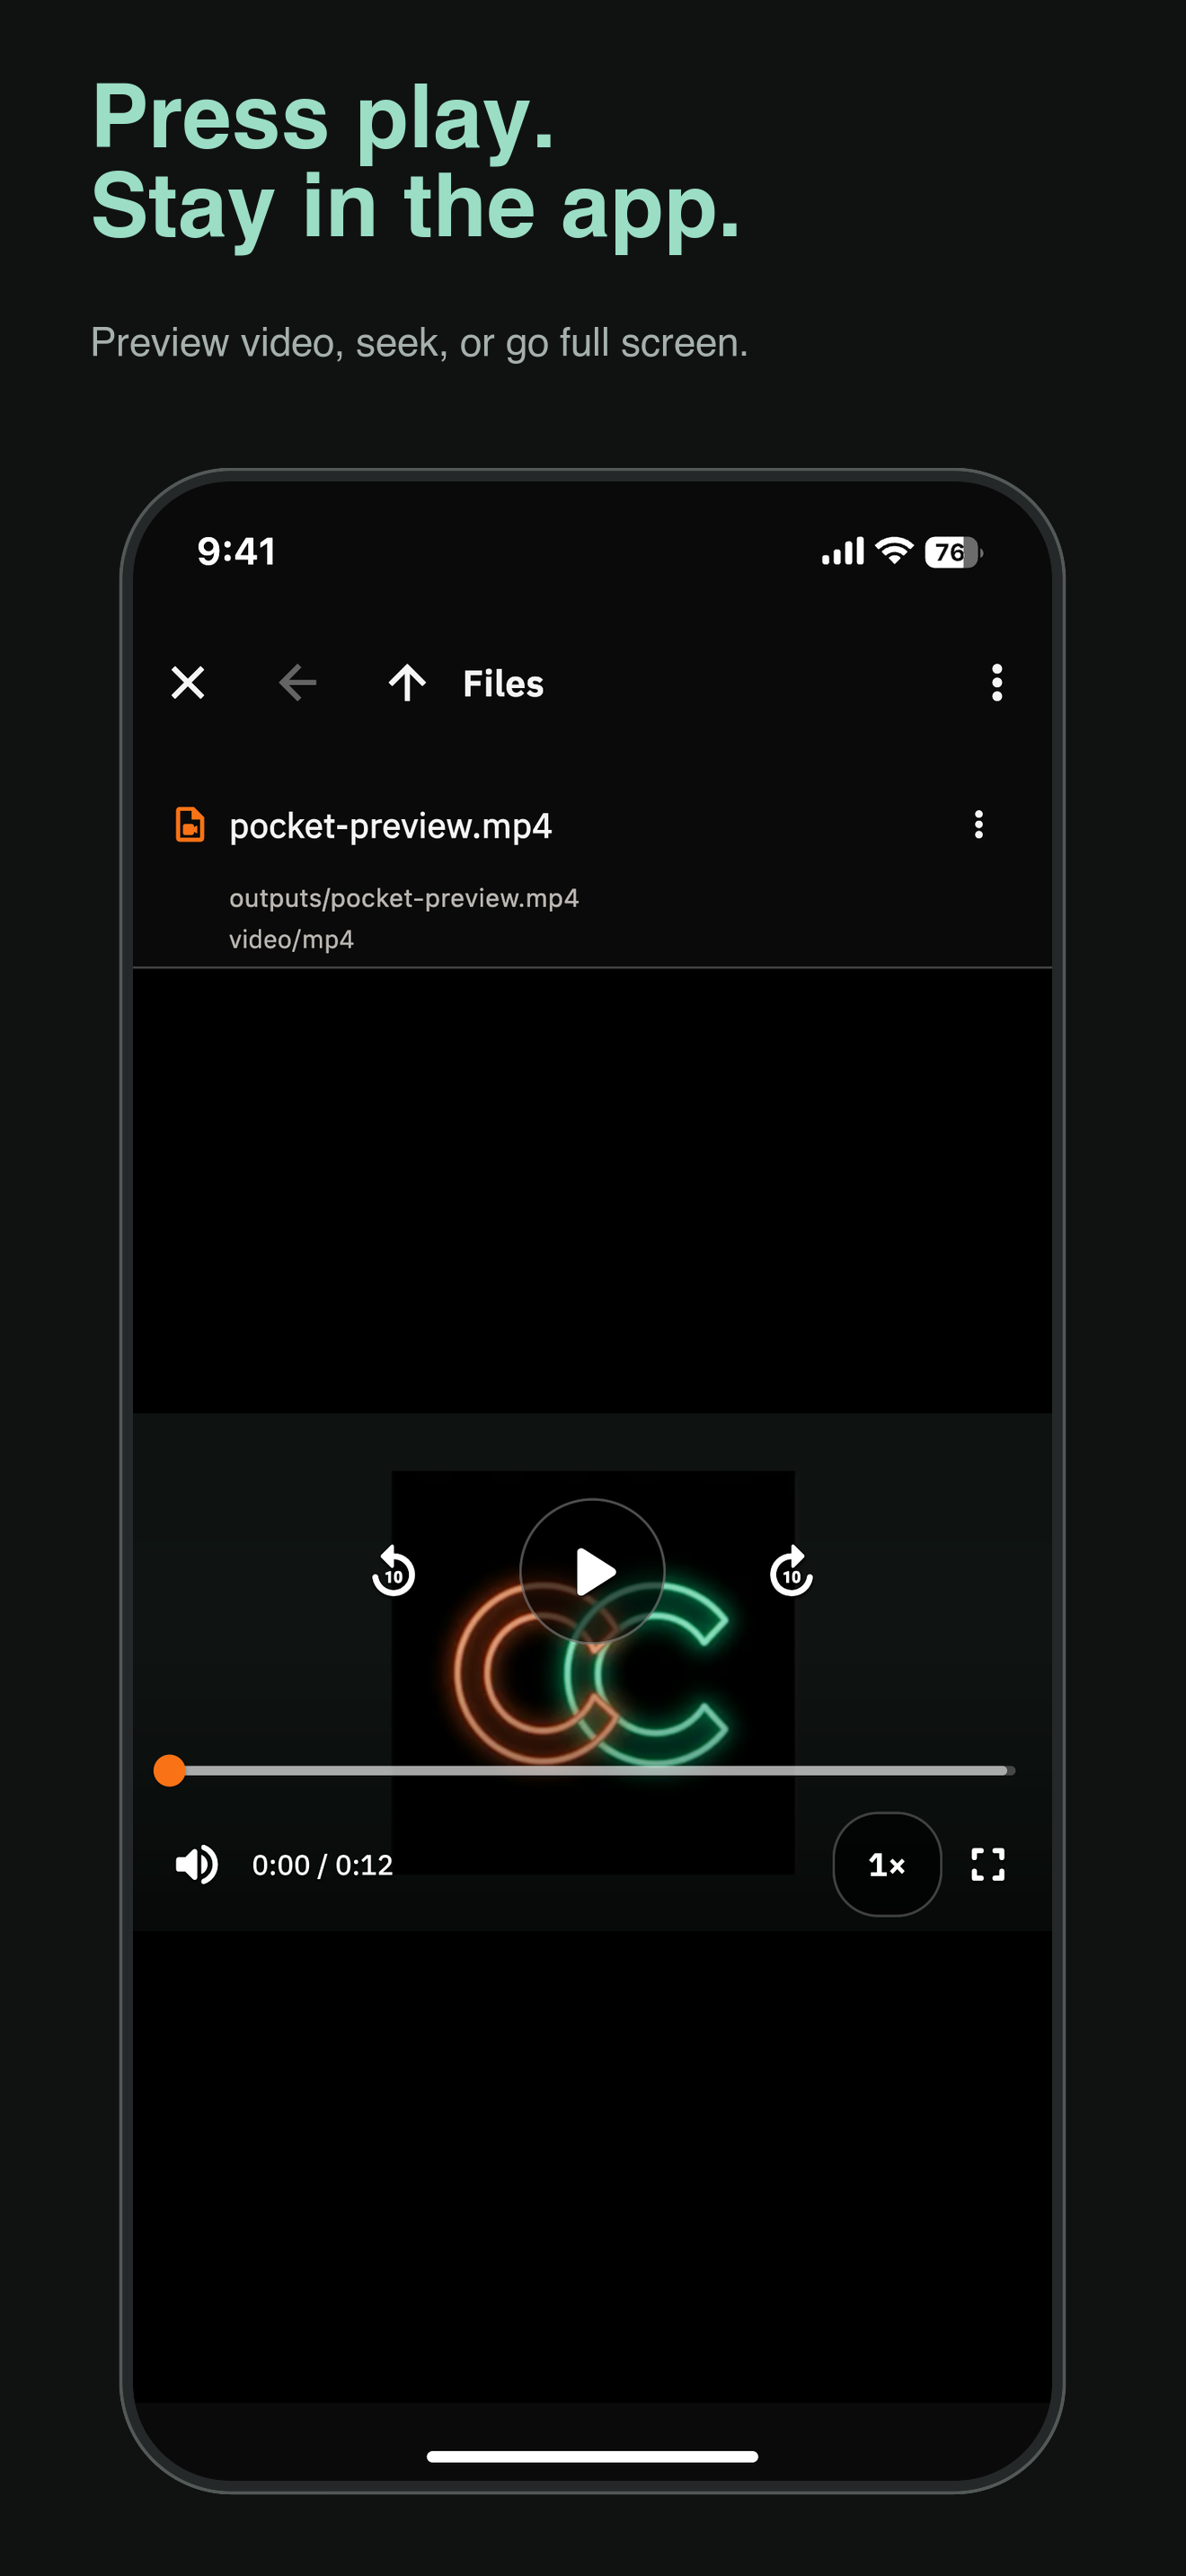 Press play.
Stay in the app.
Preview video, seek, or go full screen.
9:41
76
Files
pocket-preview.mp4
outputs/pocket-preview.mp4
video/mp4
10
10
CC
0:00 / 0:12
1×